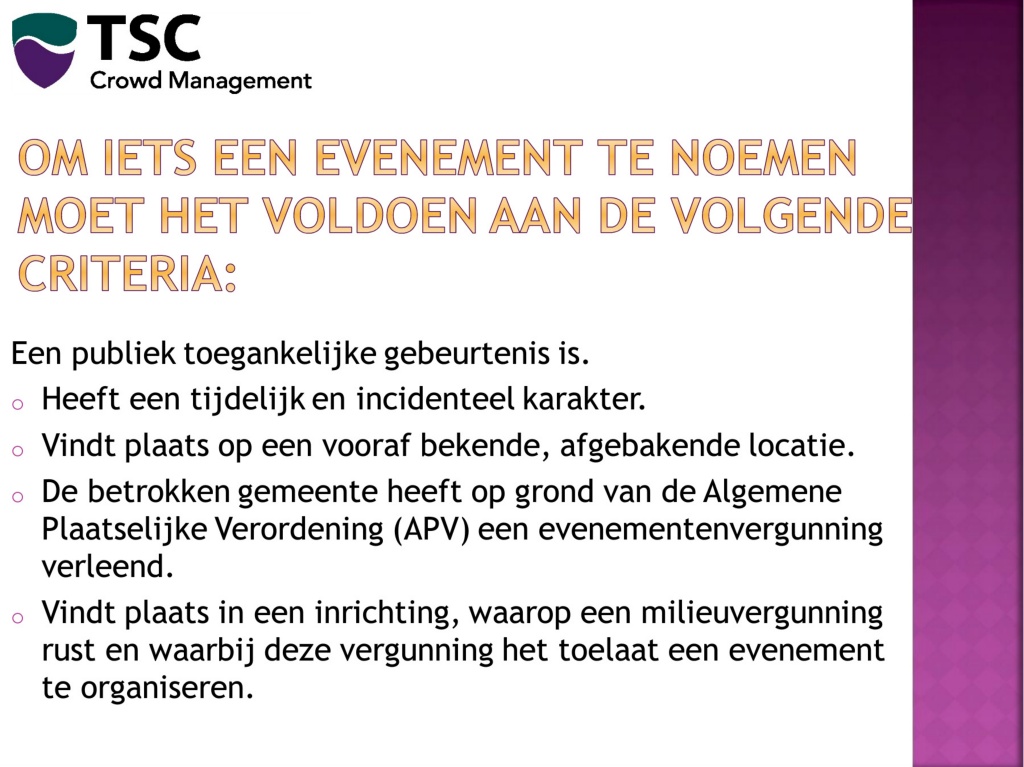 TSC
Crowd Management
OM IETS EEN EVENEMENT TE NOEMEN
MOET HET VOLDOEN AAN DE VOLGENDE
CRITERIA:
Een publiek toegankelijke gebeurtenis is.
o Heeft een tijdelijk en incidenteel karakter.
o Vindt plaats op een vooraf bekende, afgebakende locatie.
o De betrokken gemeente heeft op grond van de Algemene
Plaatselijke Verordening (APV) een evenementenvergunning
verleend.
o Vindt plaats in een inrichting, waarop een milieuvergunning
rust en waarbij deze vergunning het toelaat een evenement
te organiseren.